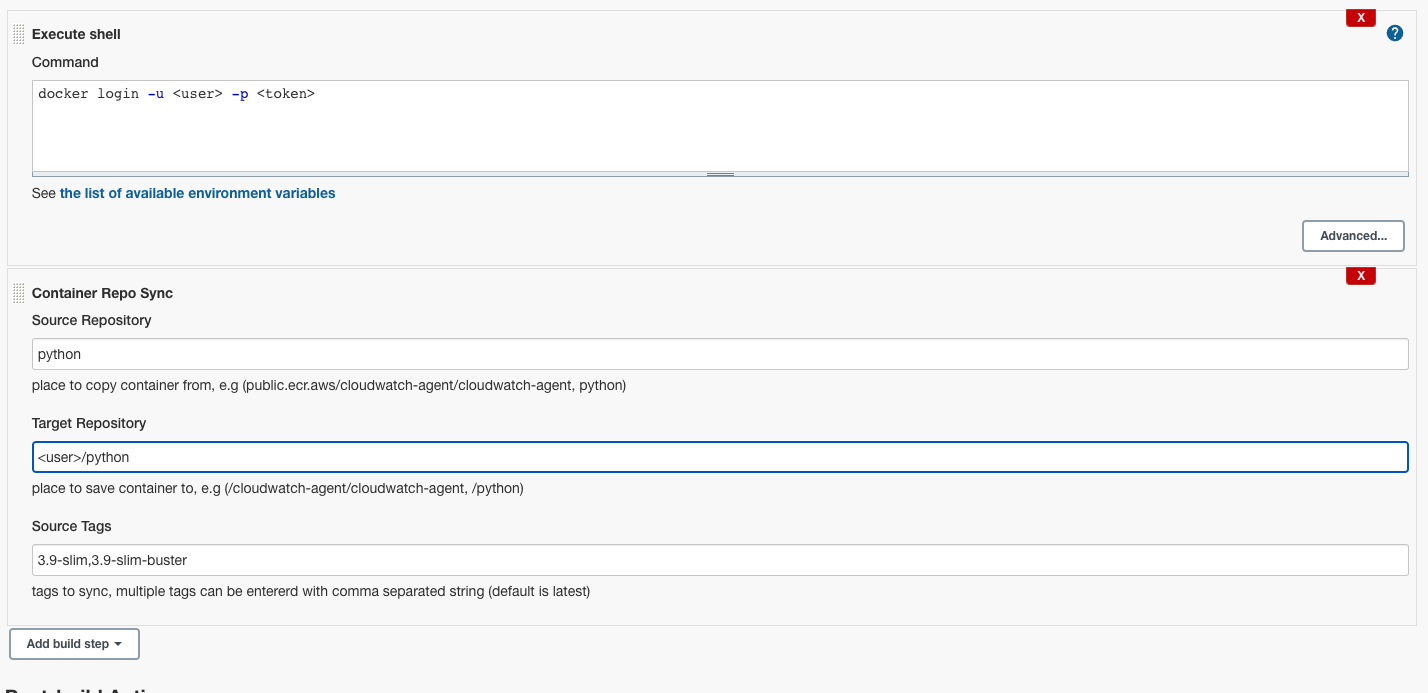 X
Execute shell
?
Command
docker login -u <user> -p <token>
See the list of available environment variables
Advanced...
X
Container Repo Sync
Source Repository
python
place to copy container from, e.g (public.ecr.aws/cloudwatch-agent/cloudwatch-agent, python)
Target Repository
<user>/python
place to save container to, e.g (/cloudwatch-agent/cloudwatch-agent, /python)
Source Tags
3.9-slim,3.9-slim-buster
tags to sync, multiple tags can be entererd with comma separated string (default is latest)
Add build step